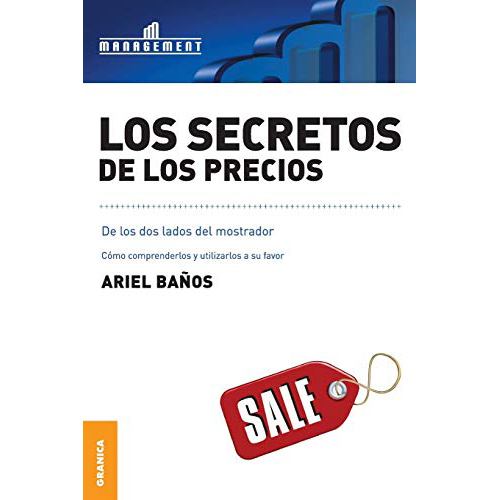 MANAGEMENT
LOS SECRETOS
DE LOS PRECIOS
De los dos lados del mostrador
Cómo comprenderlos y utilizarlos a su favor
ARIEL BAÑOS
SALE
GRANICA